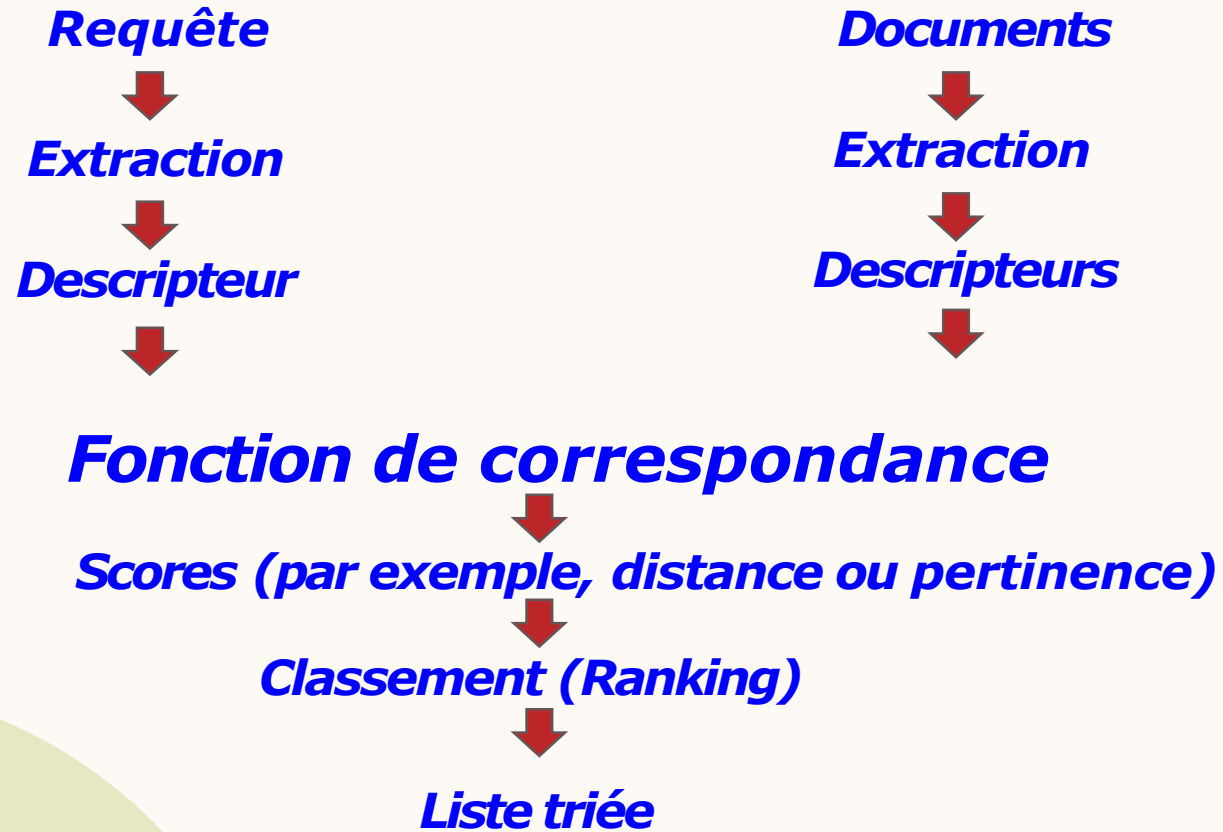 Requête
Documents
Extraction
Extraction
Descripteur
Descripteurs
Fonction de correspondance
Scores (par exemple, distance ou pertinence)
Classement (Ranking)
Liste triée